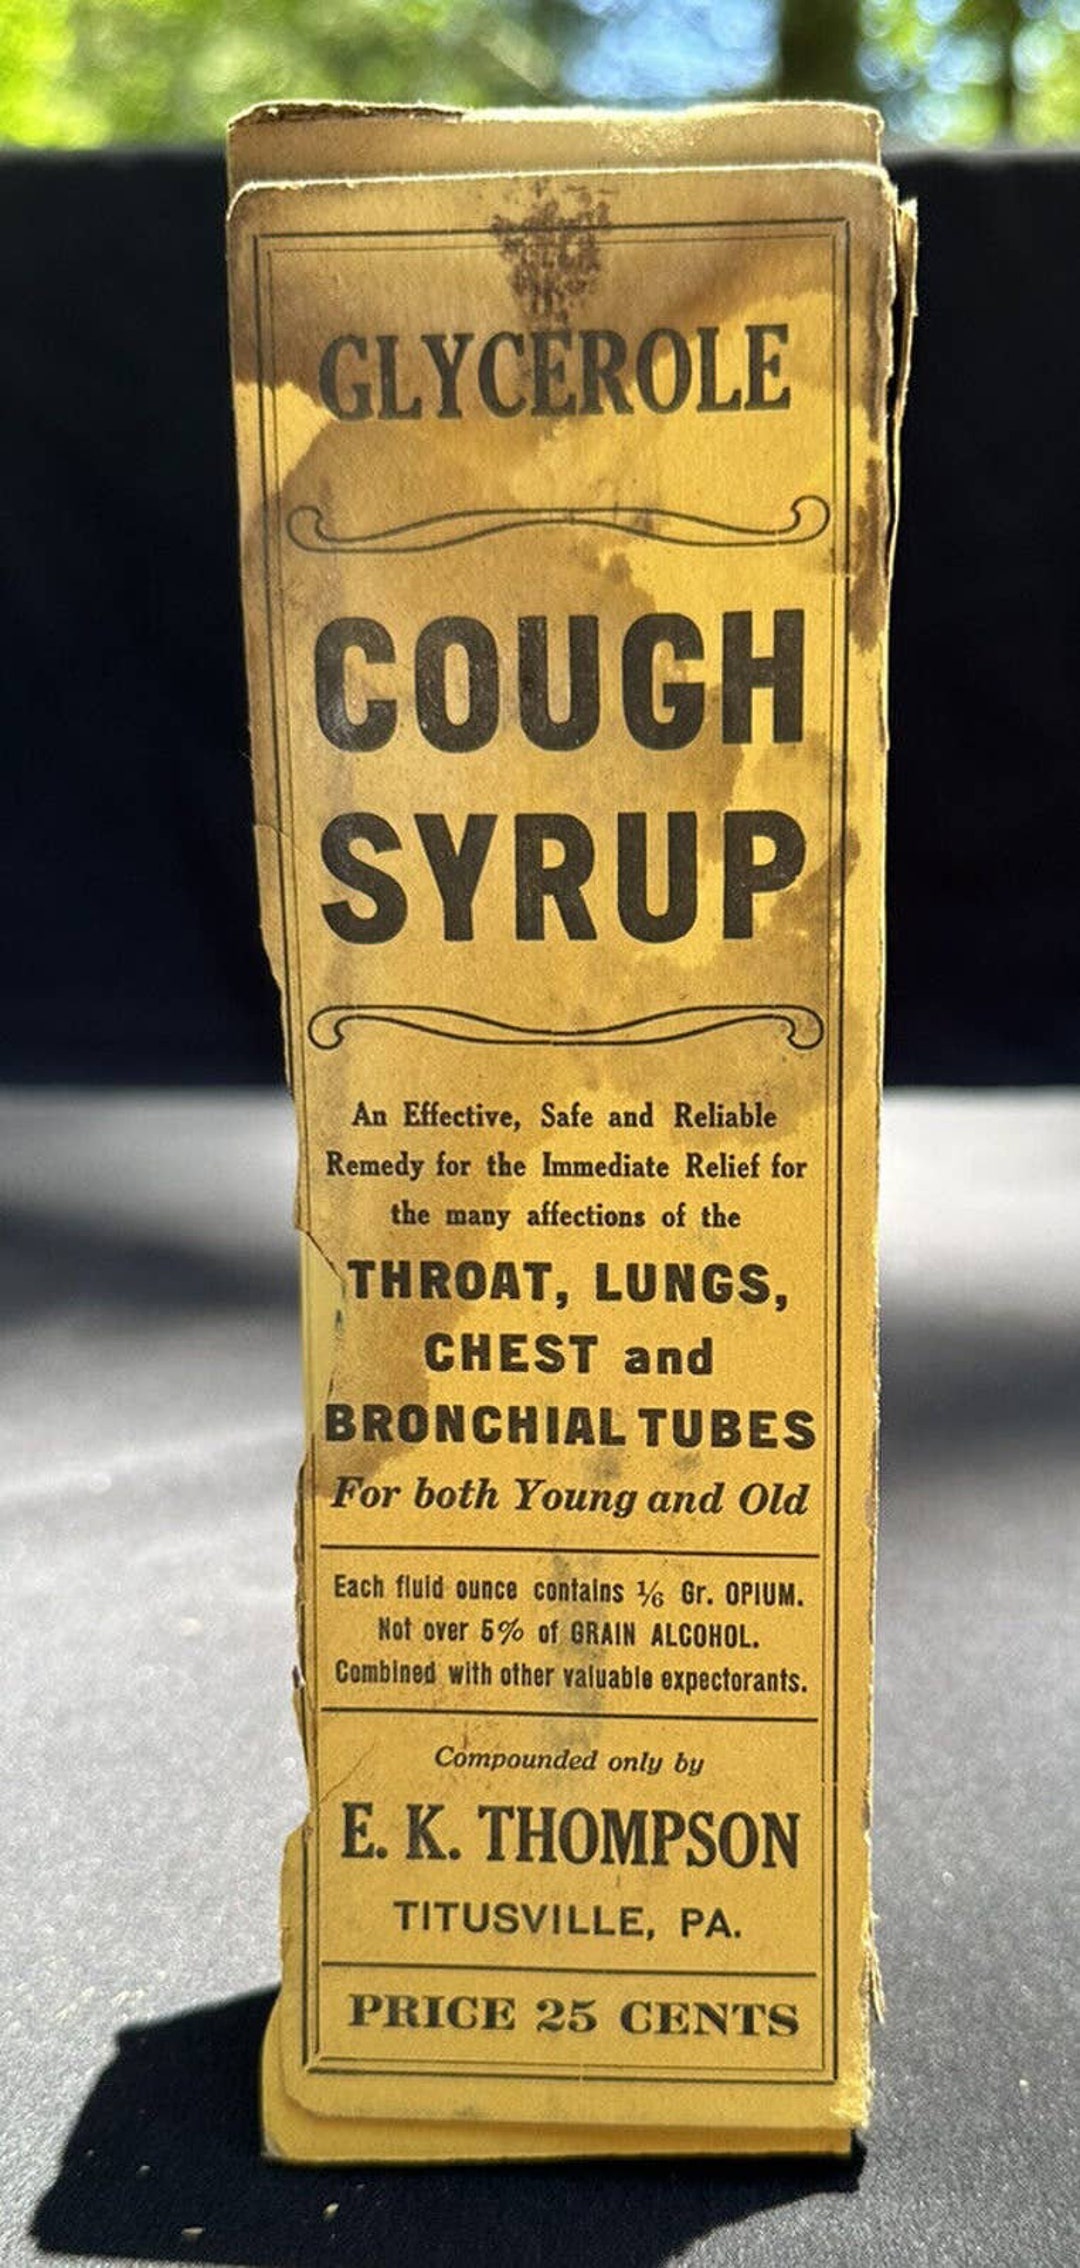 GLYCEROLE
COUGH
SYRUP
An Effective, Safe and Reliable
Remedy for the Immediate Relief for
the many affections of the
THROAT, LUNGS,
CHEST and
BRONCHIAL TUBES
For both Young and Old
Each fluid ounce contains ⅙ Gr. OPIUM.
Not over 5% of GRAIN ALCOHOL.
Combined with other valuable expectorants.
Compounded only by
E. K. THOMPSON
TITUSVILLE, PA.
PRICE 25 CENTS